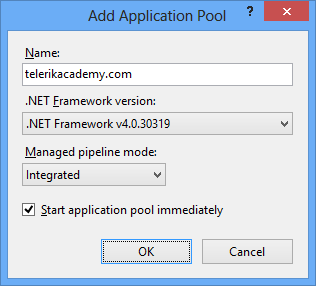 Add Application Pool
?
Name:
telerikacademy.com
.NET Framework version:
.NET Framework v4.0.30319
Managed pipeline mode:
Integrated
Start application pool immediately
OK
Cancel